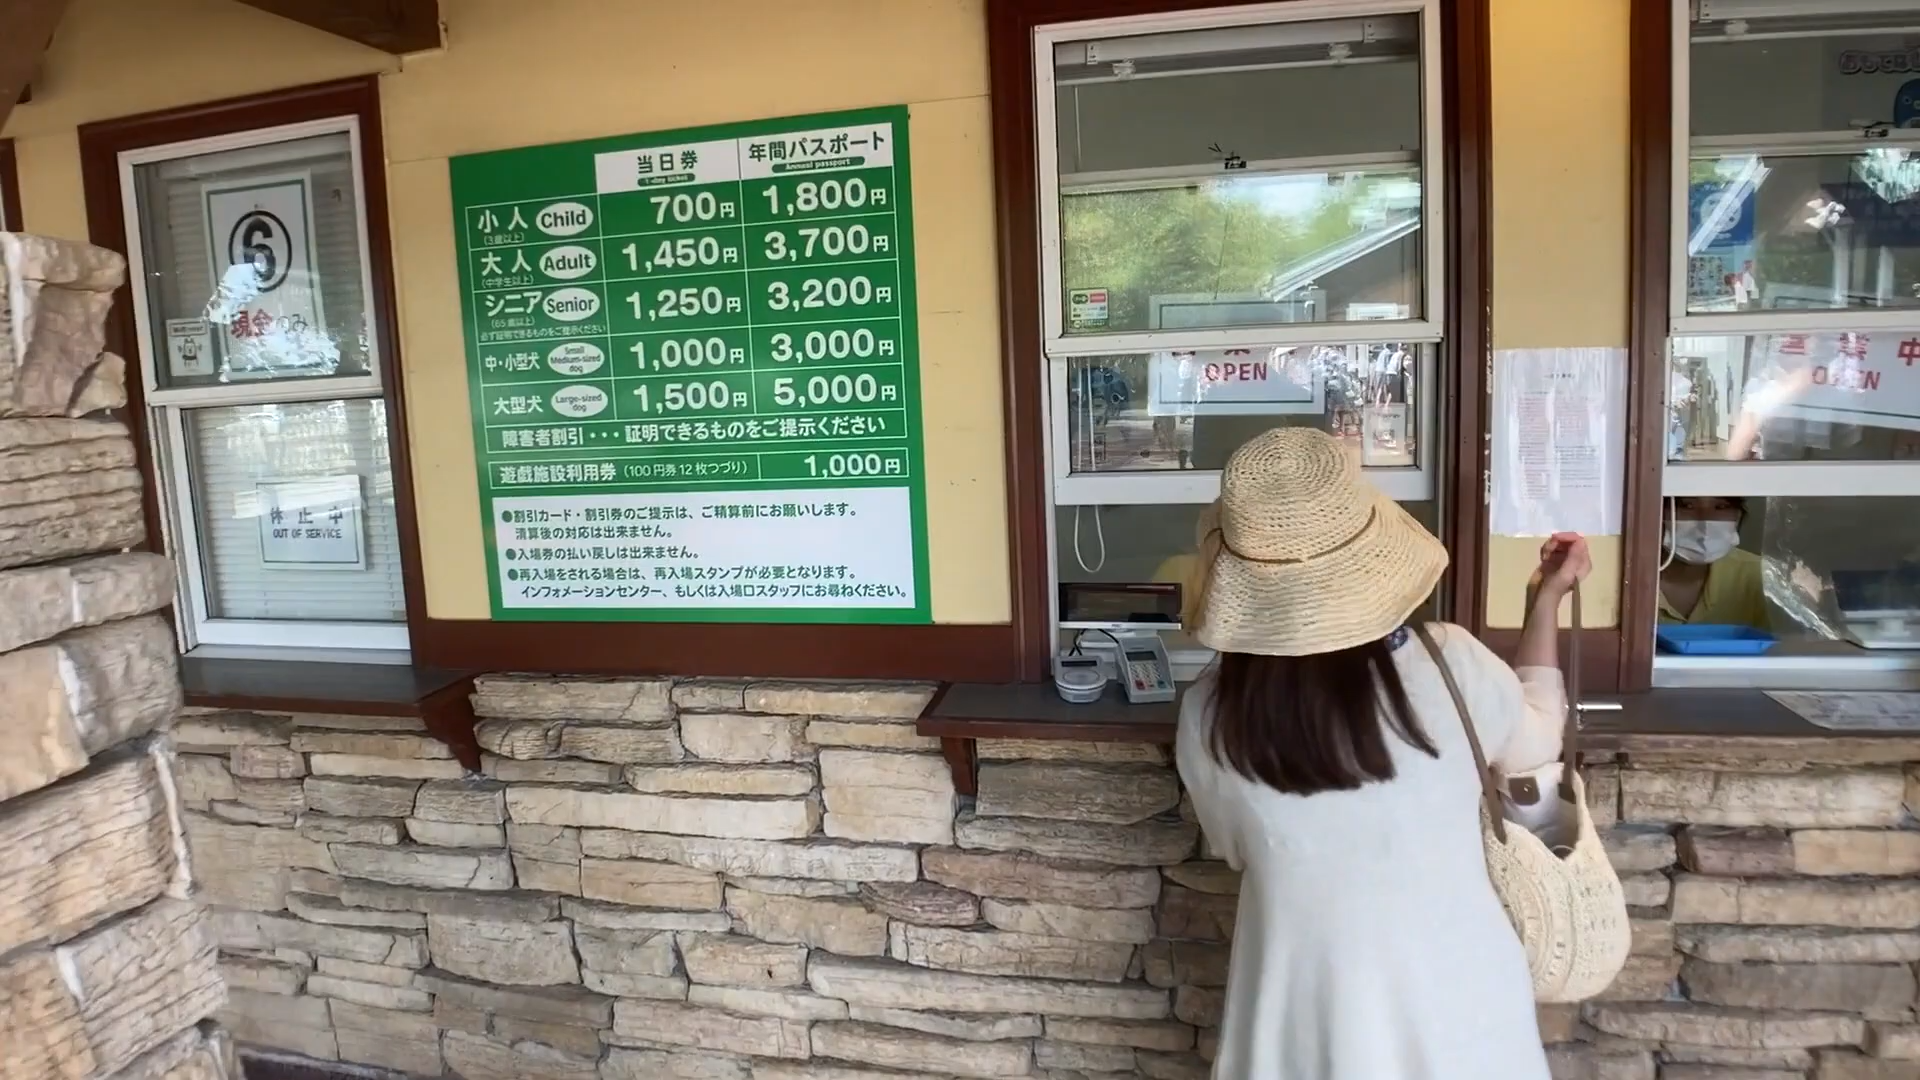 6
現金のみ
休止中
OUT OF SERVICE
当日券 年間パスポート
1-day ticket Annual passport
小人 Child 700円 1,800円
(3歳以上)
大人 Adult 1,450円 3,700円
(中学生以上)
シニア Senior 1,250円 3,200円
(65歳以上)
必ず証明できるものをご提示ください
中・小型犬 Small Medium-sized dog 1,000円 3,000円
大型犬 Large-sized dog 1,500円 5,000円
障害者割引・・・証明できるものをご提示ください
遊戯施設利用券 (100円券12枚つづり) 1,000円
●割引カード・割引券のご提示は、ご精算前にお願いします。
清算後の対応は出来ません。
●入場券の払い戻しは出来ません。
●再入場をされる場合は、再入場スタンプが必要となります。
インフォメーションセンター、もしくは入場口スタッフにお尋ねください。
OPEN
営業中
OPEN